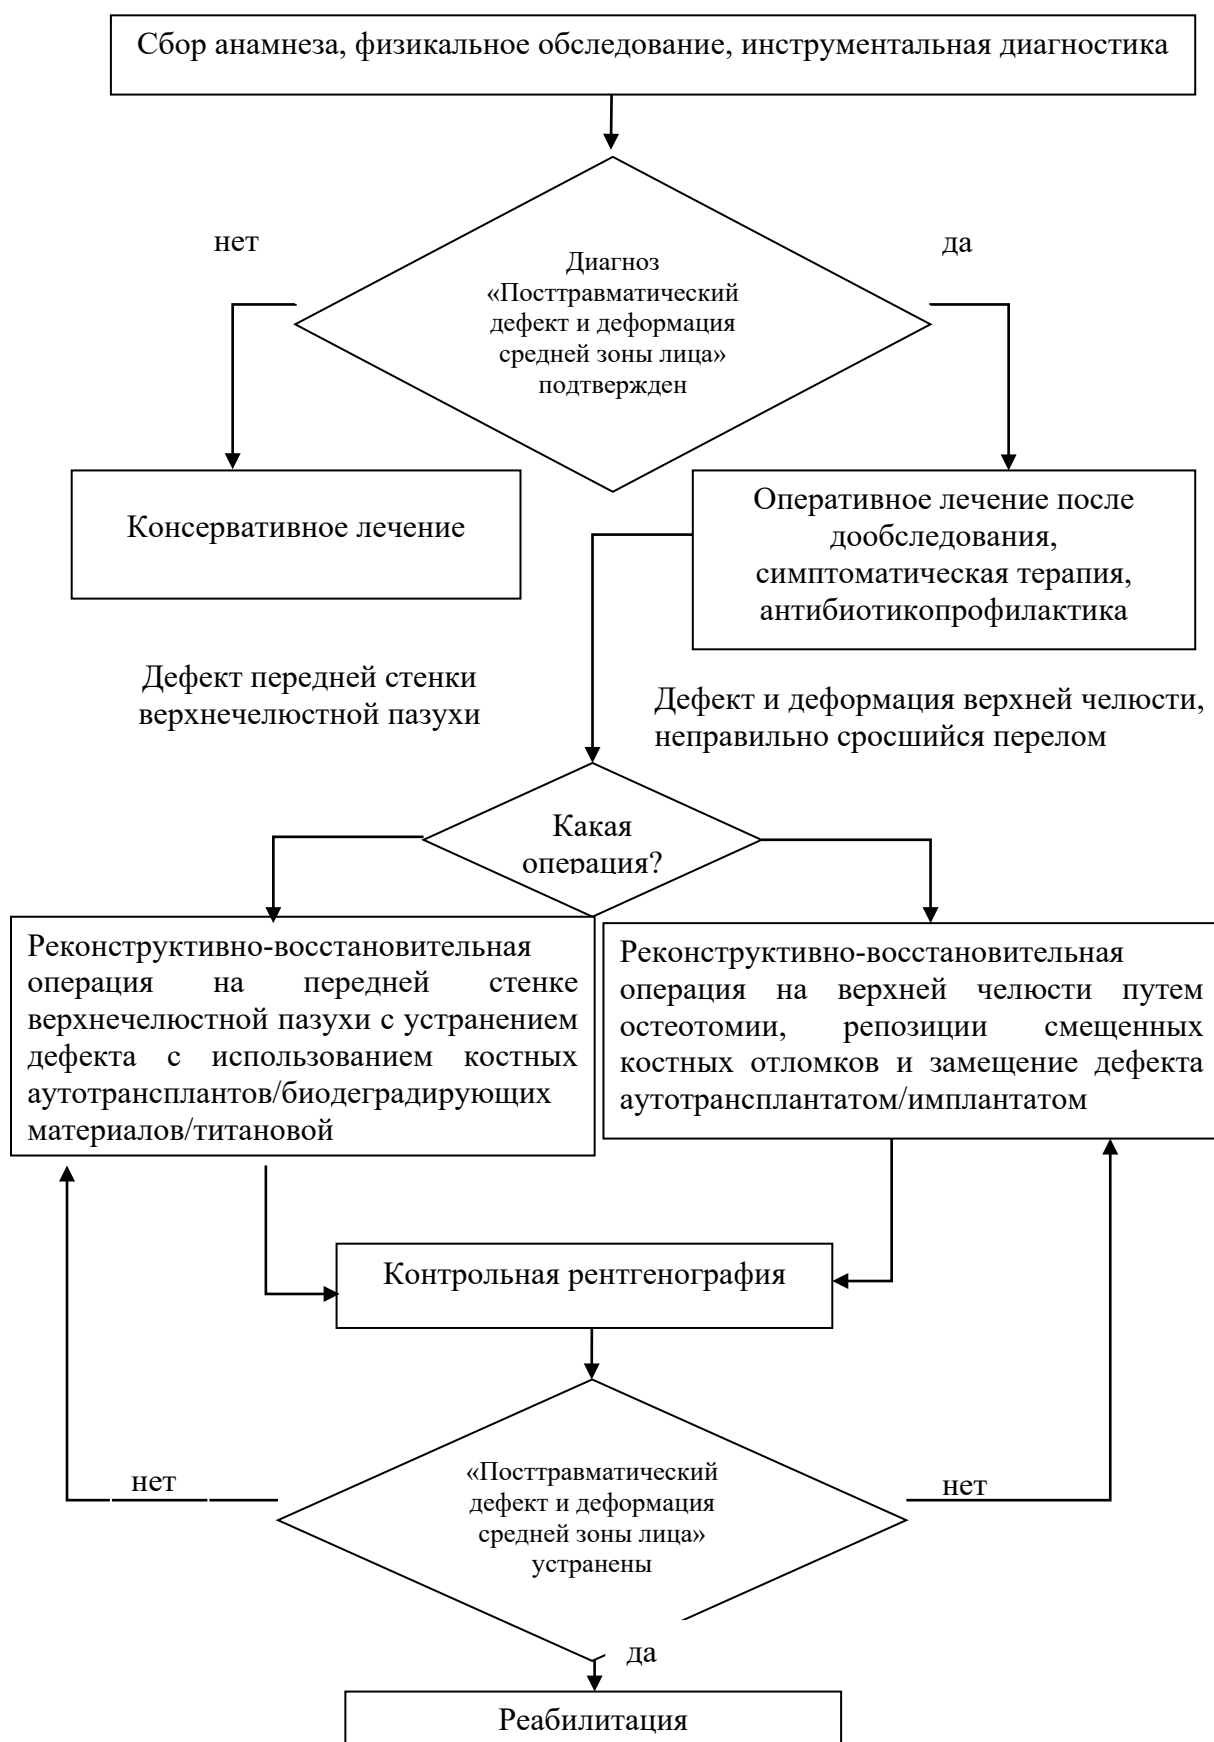 Сбор анамнеза, физикальное обследование, инструментальная диагностика
нет
да
Диагноз
«Посттравматический
дефект и деформация
средней зоны лица»
подтвержден
Консервативное лечение
Оперативное лечение после
дообследования,
симптоматическая терапия,
антибиотикопрофилактика
Дефект передней стенки
верхнечелюстной пазухи
Дефект и деформация верхней челюсти,
неправильно сросшийся перелом
Какая
операция?
Реконструктивно-восстановительная
операция на передней стенке
верхнечелюстной пазухи с устранением
дефекта с использованием костных
аутотрансплантов/биодеградирующих
материалов/титановой
Реконструктивно-восстановительная
операция на верхней челюсти путем
остеотомии, репозиции смещенных
костных отломков и замещение дефекта
аутотрансплантатом/имплантатом
Контрольная рентгенография
нет
«Посттравматический
дефект и деформация
средней зоны лица»
устранены
нет
да
Реабилитация